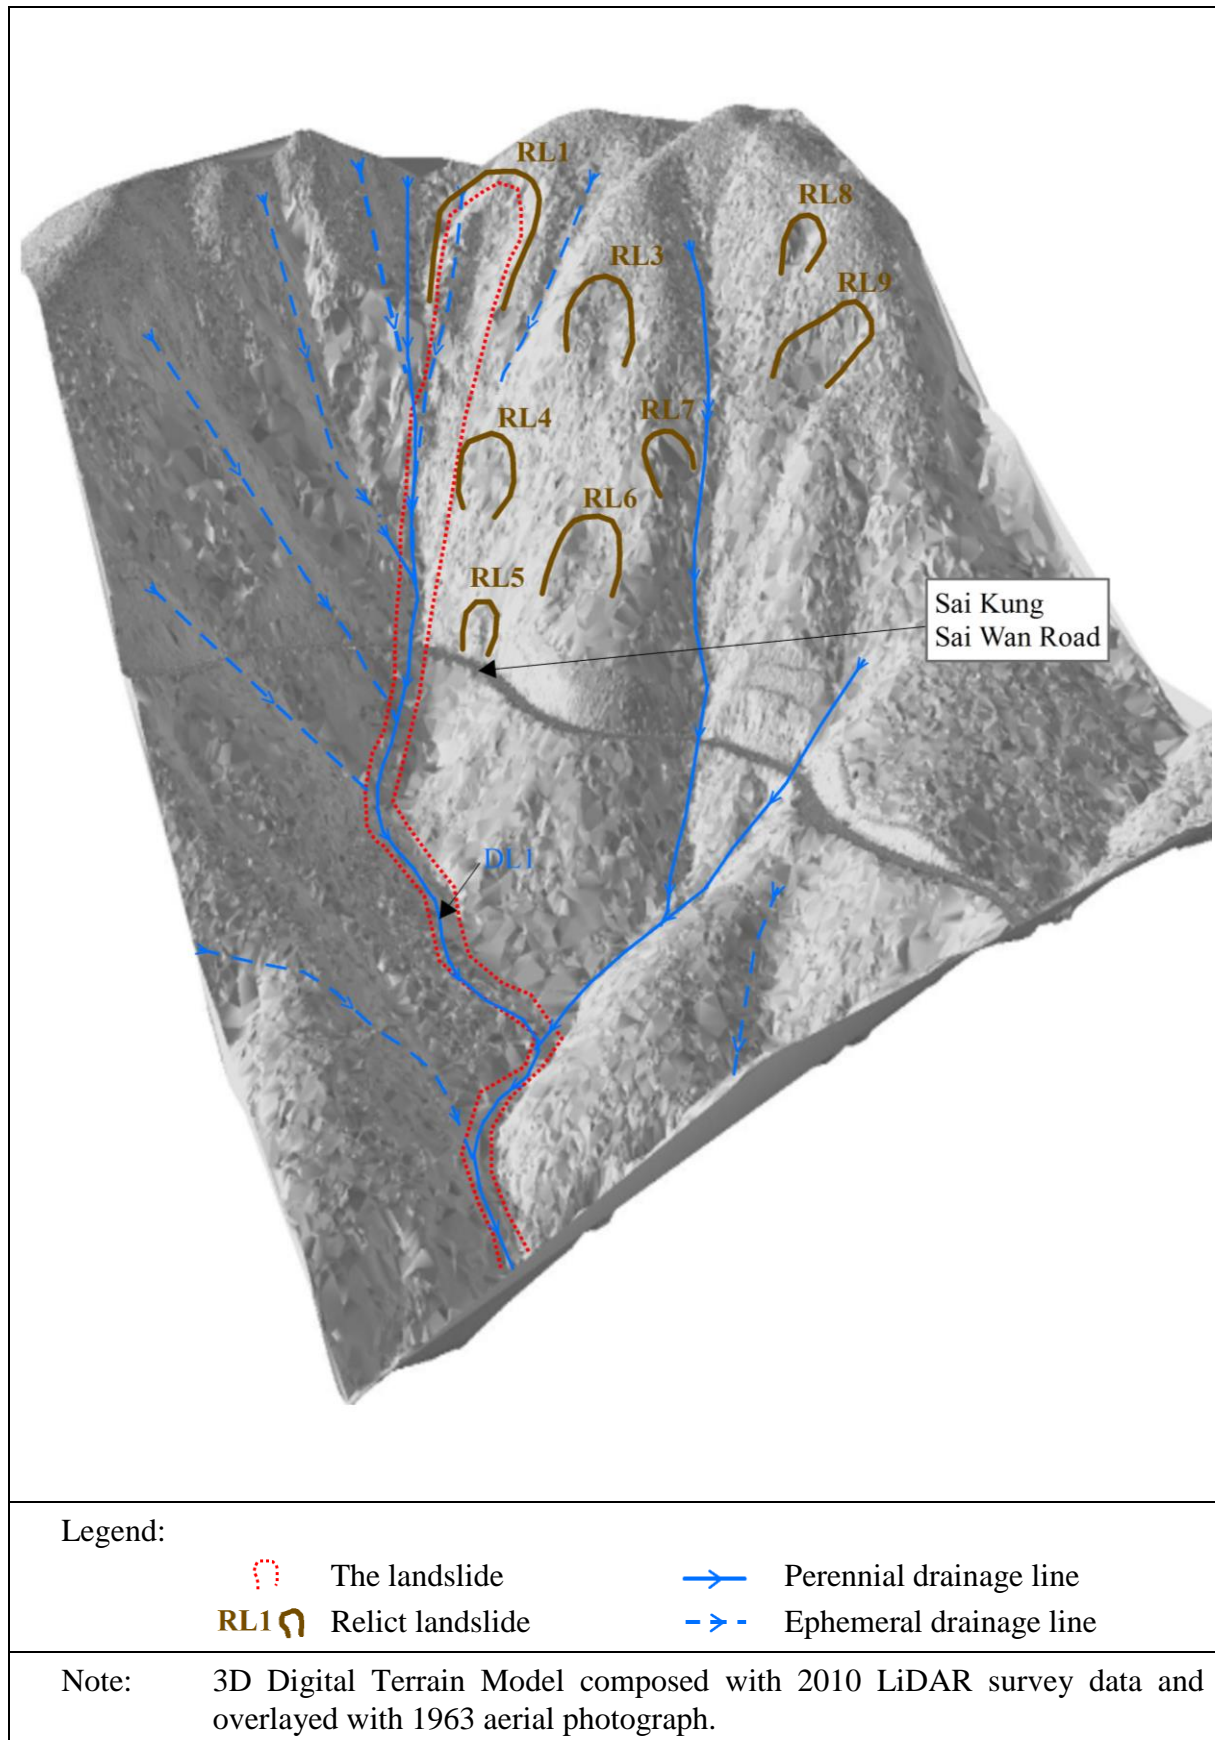 RL1
RL8
RL3
RL9
RL4
RL7
RL6
RL5
Sai Kung
Sai Wan Road
DL1
Legend:
The landslide
Perennial drainage line
RL1 Relict landslide
Ephemeral drainage line
Note: 3D Digital Terrain Model composed with 2010 LiDAR survey data and
overlayed with 1963 aerial photograph.